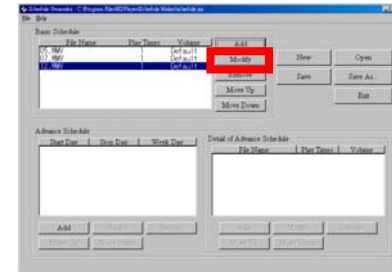 Schedule Scenario - C:\Program Files\HDPlayer\Schedule Maker\schedule.ps
File Help
Basic Schedule
File Name Play Times Volume
05.WMV 1 Default
07.WMV 1 Default
12.WMV 1 Default
Add
Modify
Remove
Move Up
Move Down
New
Open
Save
Save As
Exit
Advance Schedule
Start Day Stop Day Week Day
Add
Modify
Remove
Move Up
Move Down
Detail of Advance Schedule
File Name Play Times Volume
Add
Modify
Remove
Move Up
Move Down